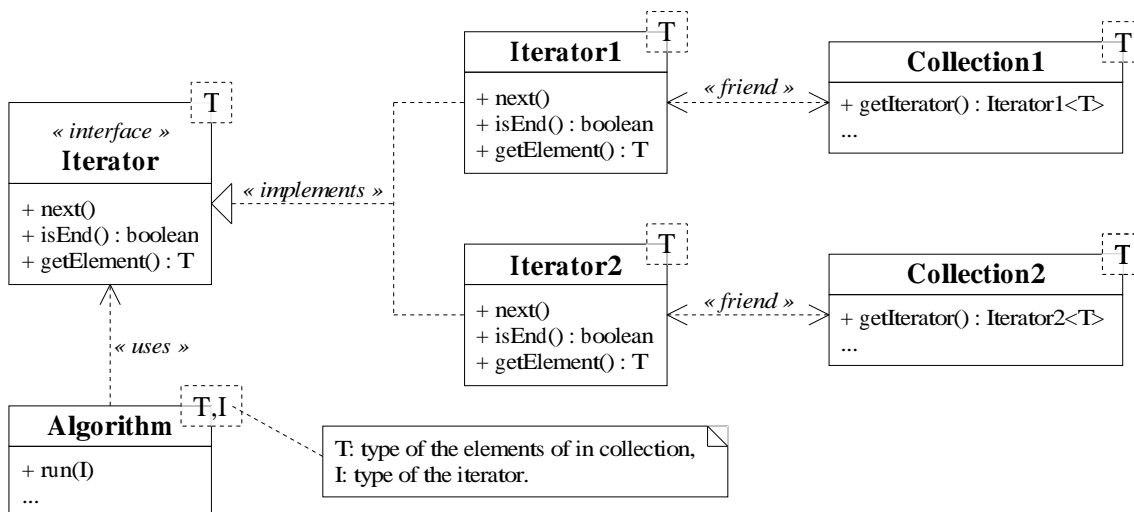 T
« interface »
Iterator
+ next()
+ isEnd() : boolean
+ getElement() : T
« implements »
T
Iterator1
+ next()
+ isEnd() : boolean
+ getElement() : T
« friend »
T
Collection1
+ getIterator() : Iterator1<T>
...
T
Iterator2
+ next()
+ isEnd() : boolean
+ getElement() : T
« friend »
T
Collection2
+ getIterator() : Iterator2<T>
...
« uses »
T,I
Algorithm
+ run(I)
...
T: type of the elements of in collection,
I: type of the iterator.